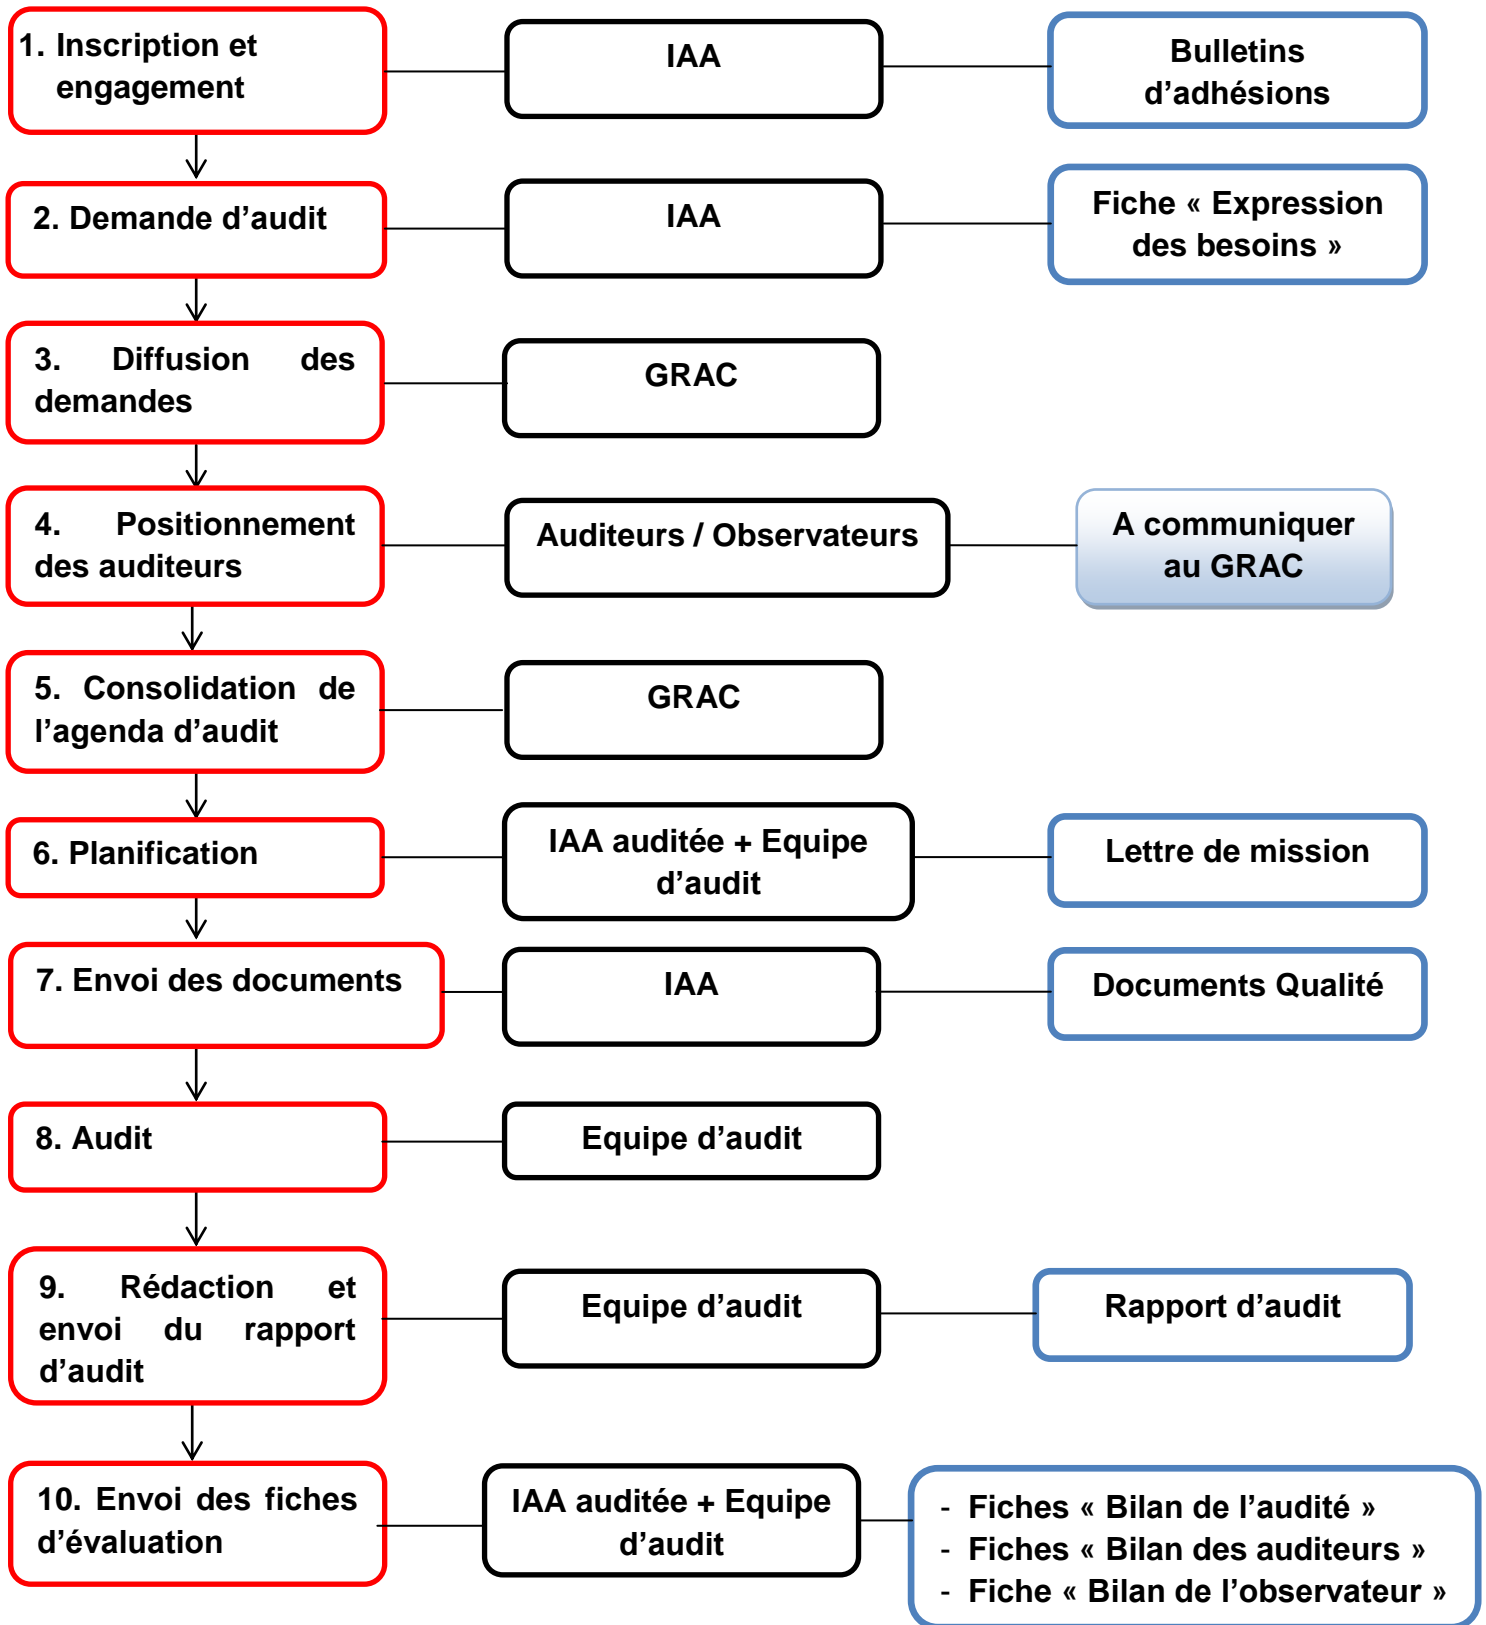 1. Inscription et
engagement
IAA
Bulletins
d’adhésions
2. Demande d’audit
IAA
Fiche « Expression
des besoins »
3. Diffusion des
demandes
GRAC
4. Positionnement
des auditeurs
Auditeurs / Observateurs
A communiquer
au GRAC
5. Consolidation de
l’agenda d’audit
GRAC
6. Planification
IAA auditée + Equipe
d’audit
Lettre de mission
7. Envoi des documents
IAA
Documents Qualité
8. Audit
Equipe d’audit
9. Rédaction et
envoi du rapport
d’audit
Equipe d’audit
Rapport d’audit
10. Envoi des fiches
d’évaluation
IAA auditée + Equipe
d’audit
- Fiches « Bilan de l’audité »
- Fiches « Bilan des auditeurs »
- Fiche « Bilan de l’observateur »